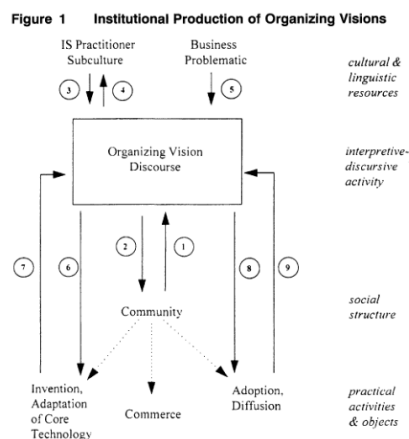 Figure 1 Institutional Production of Organizing Visions
IS Practitioner
Subculture
Business
Problematic
cultural &
linguistic
resources
3
4
5
Organizing Vision
Discourse
interpretive-
discursive
activity
7
6
2
1
8
9
Community
social
structure
Invention,
Adaptation
of Core
Technology
Commerce
Adoption,
Diffusion
practical
activities
& objects